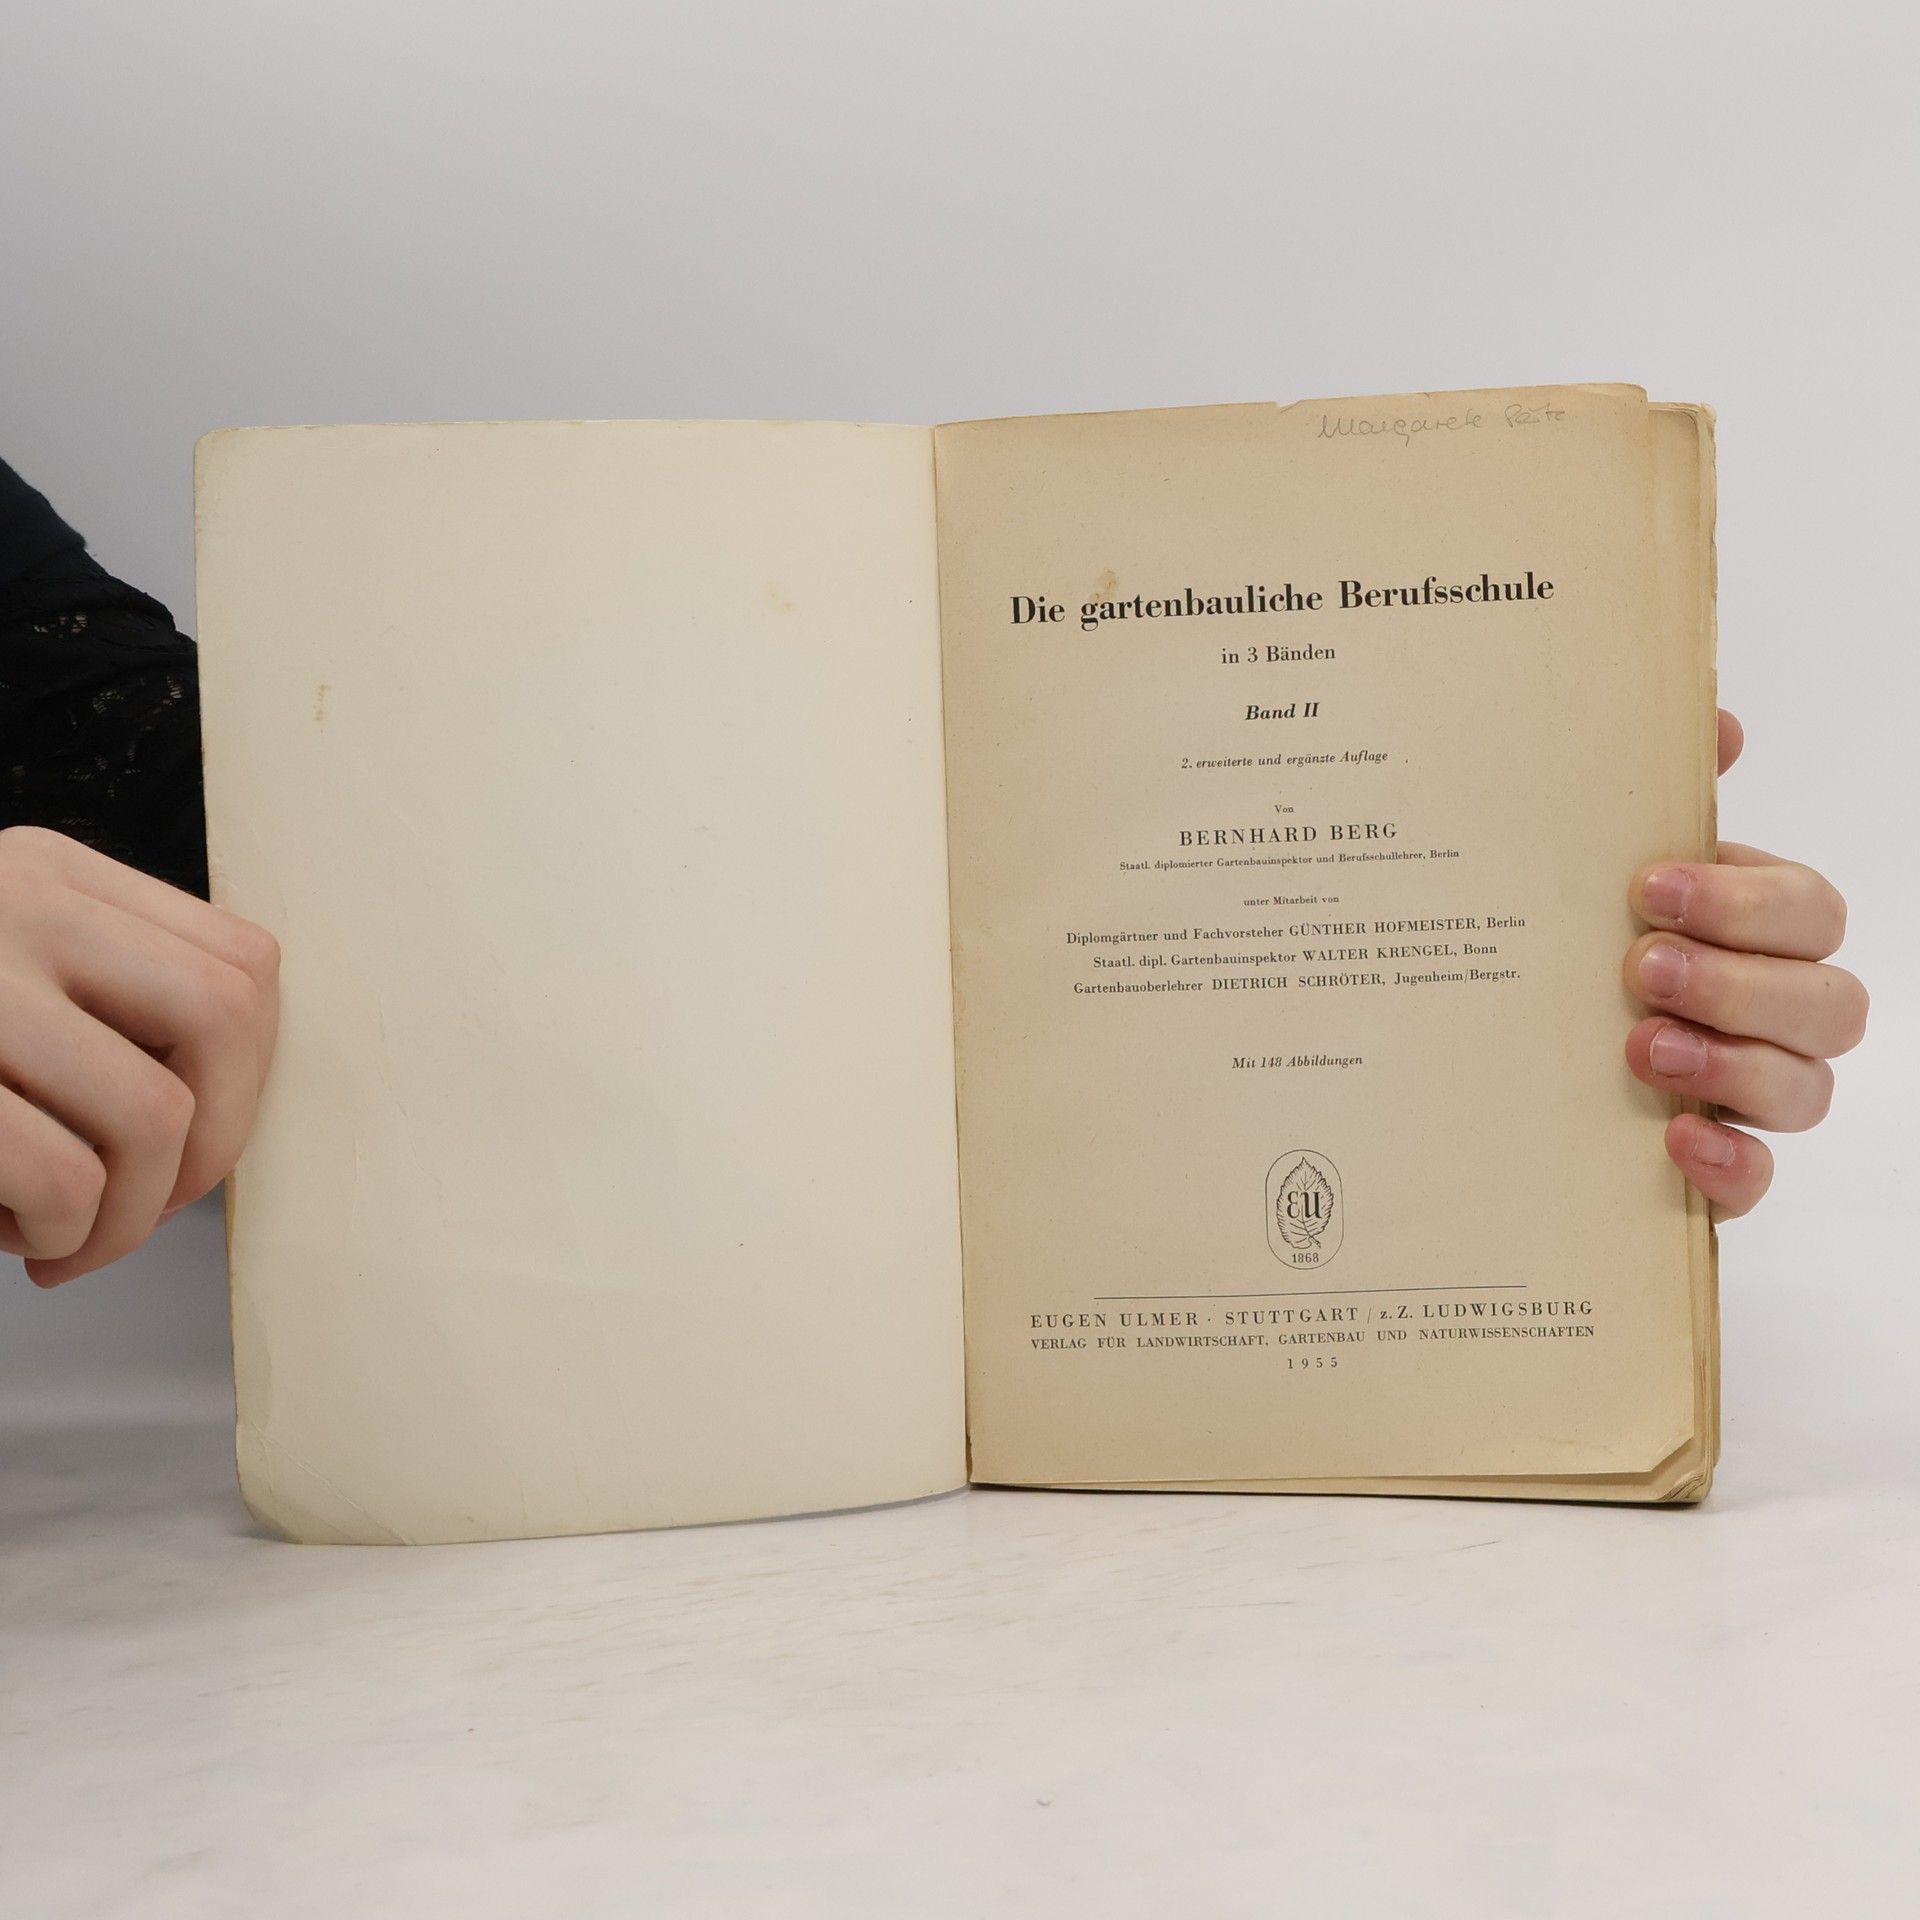 Margarete
Die gartenbauliche Berufsschule
in 3 Bänden
Band II
2. erweiterte und ergänzte Auflage
Von
BERNHARD BERG
Staatl. diplomierter Gartenbauinspektor und Berufsschullehrer, Berlin
unter Mitarbeit von
Diplomgärtner und Fachvorsteher GÜNTHER HOFMEISTER, Berlin
Staatl. dipl. Gartenbauinspektor WALTER KRENGEL, Bonn
Gartenbauoberlehrer DIETRICH SCHRÖTER, Jugenheim/Bergstr.
Mit 148 Abbildungen
EU
1868
EUGEN ULMER · STUTTGART / z. Z. LUDWIGSBURG
VERLAG FÜR LANDWIRTSCHAFT, GARTENBAU UND NATURWISSENSCHAFTEN
1955